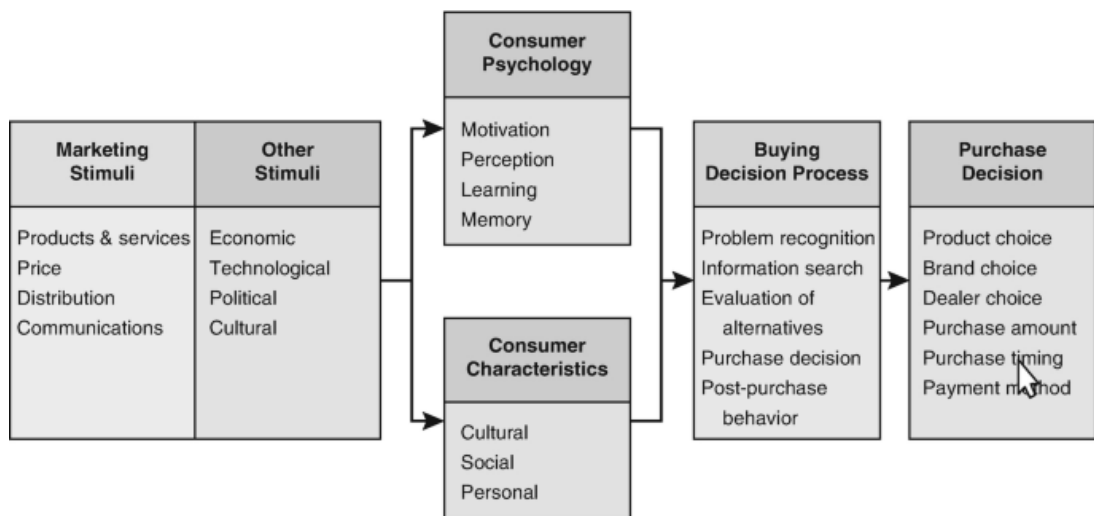 Marketing
Stimuli
Products & services
Price
Distribution
Communications
Other
Stimuli
Economic
Technological
Political
Cultural
Consumer
Psychology
Motivation
Perception
Learning
Memory
Consumer
Characteristics
Cultural
Social
Personal
Buying
Decision Process
Problem recognition
Information search
Evaluation of
alternatives
Purchase decision
Post-purchase
behavior
Purchase
Decision
Product choice
Brand choice
Dealer choice
Purchase amount
Purchase timing
Payment method